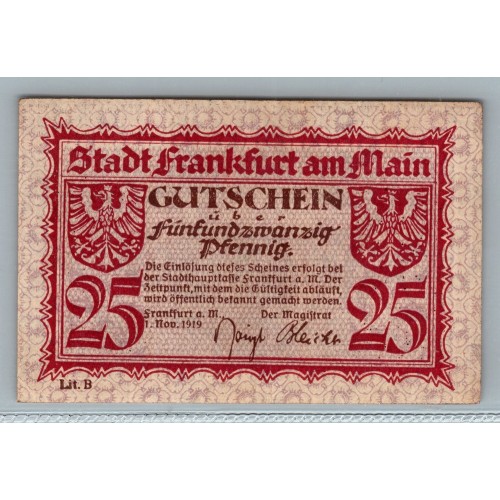 Stadt Frankfurt am Main
GUTSCHEIN
über
Fünfundzwanzig
Pfennig.
Die Einlösung dieses Scheines erfolgt bei
der Stadthauptkasse Frankfurt a. M. Der
Zeitpunkt, mit dem die Gültigkeit abläuft,
wird öffentlich bekannt gemacht werden.
Frankfurt a. M. Der Magistrat
1. Nov. 1919
25 25
Lit. B